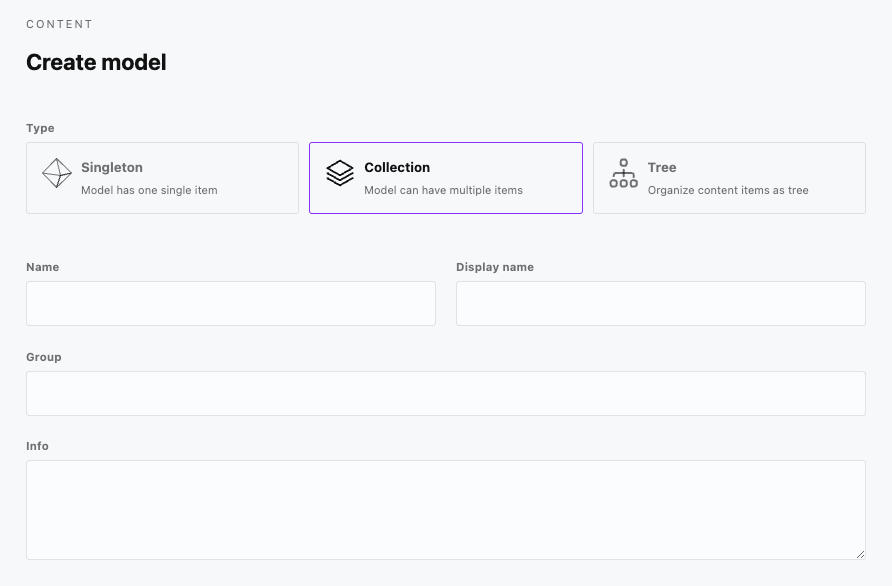 CONTENT
Create model
Type
Singleton
Model has one single item
Collection
Model can have multiple items
Tree
Organize content items as tree
Name
Display name
Group
Info